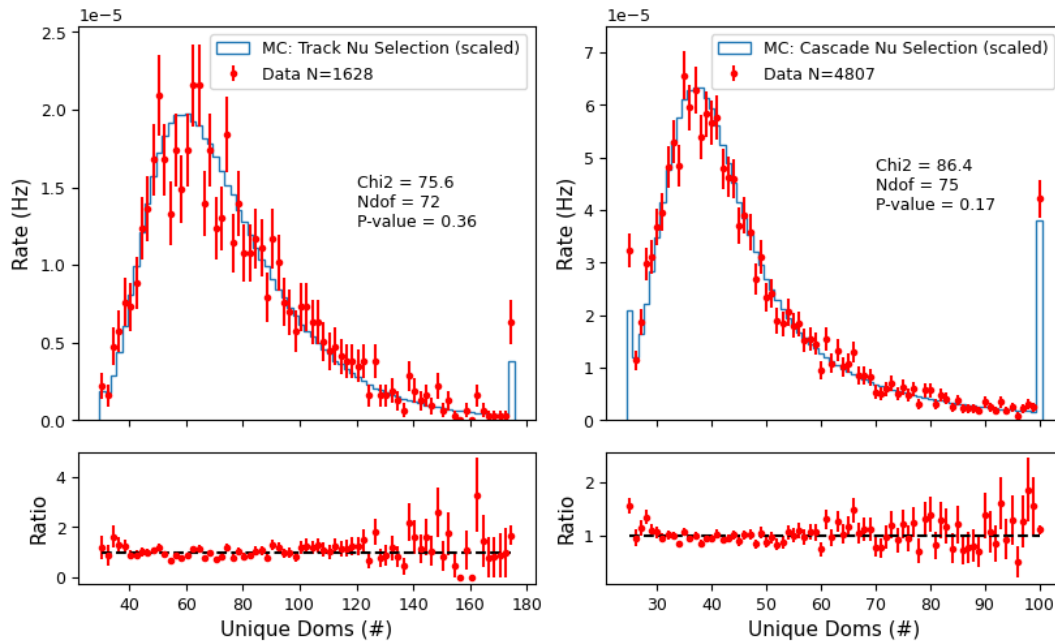 1e−5
2.5
2.0
1.5
1.0
0.5
0.0
Rate (Hz)
MC: Track Nu Selection (scaled)
Data N=1628
Chi2 = 75.6
Ndof = 72
P-value = 0.36
4
2
0
Ratio
40 60 80 100 120 140 160 180
Unique Doms (#)
1e−5
7
6
5
4
3
2
1
0
Rate (Hz)
MC: Cascade Nu Selection (scaled)
Data N=4807
Chi2 = 86.4
Ndof = 75
P-value = 0.17
2
1
Ratio
30 40 50 60 70 80 90 100
Unique Doms (#)